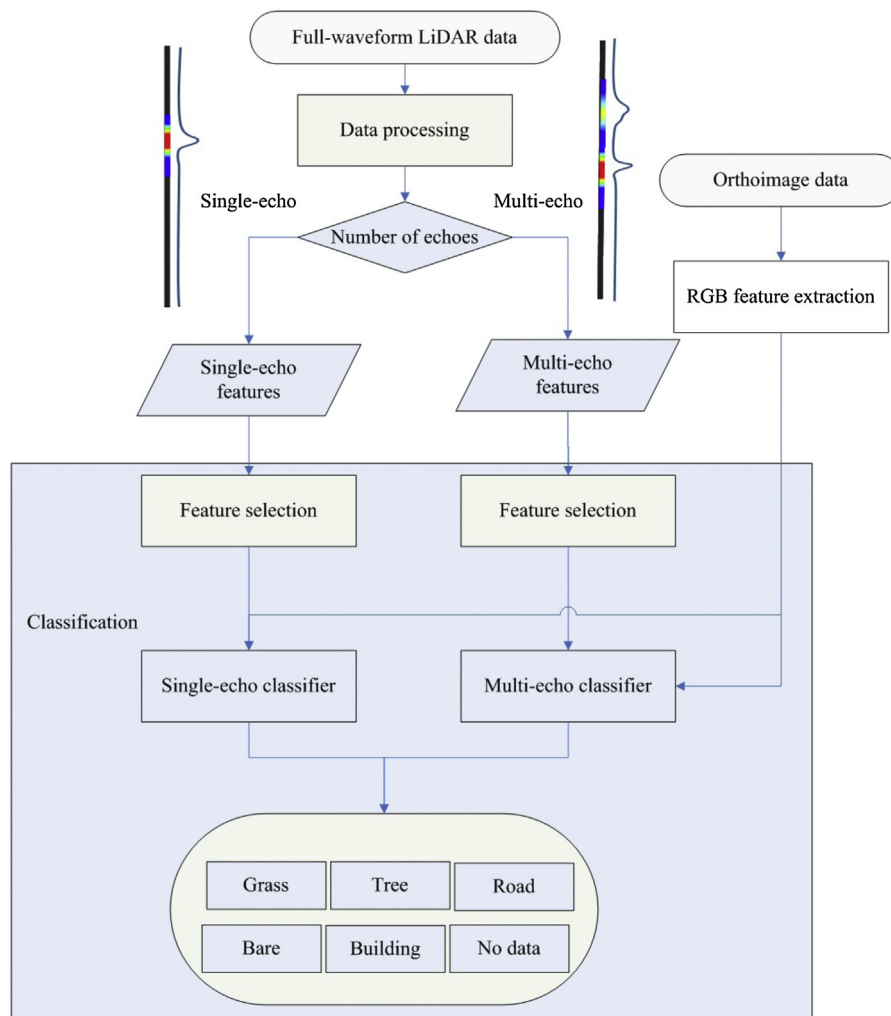 Full-waveform LiDAR data
Data processing
Orthoimage data
Single-echo
Multi-echo
Number of echoes
RGB feature extraction
Single-echo
features
Multi-echo
features
Feature selection
Feature selection
Classification
Single-echo classifier
Multi-echo classifier
Grass
Tree
Road
Bare
Building
No data